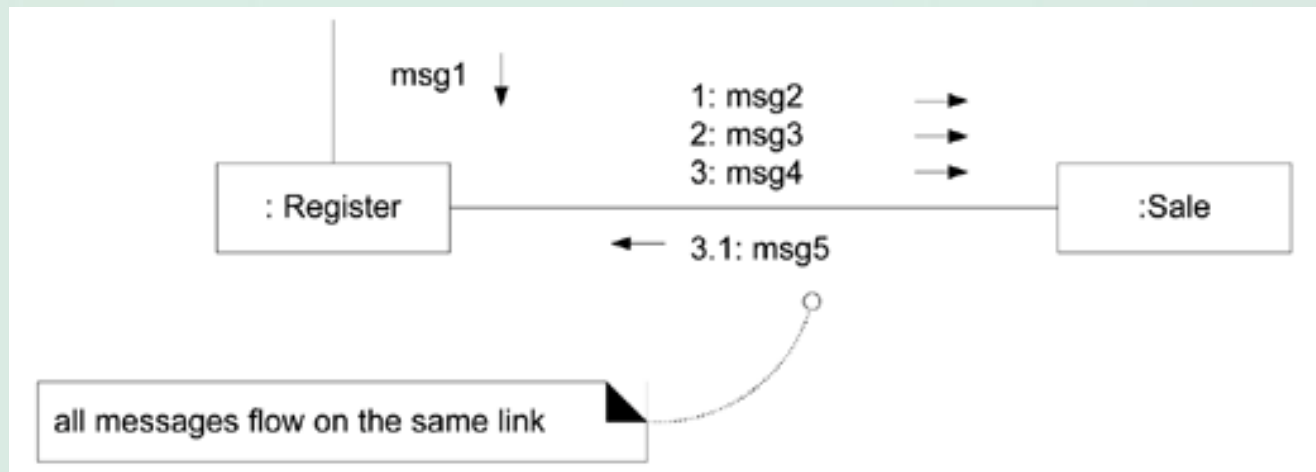 msg1
1: msg2
2: msg3
3: msg4
: Register
:Sale
3.1: msg5
all messages flow on the same link